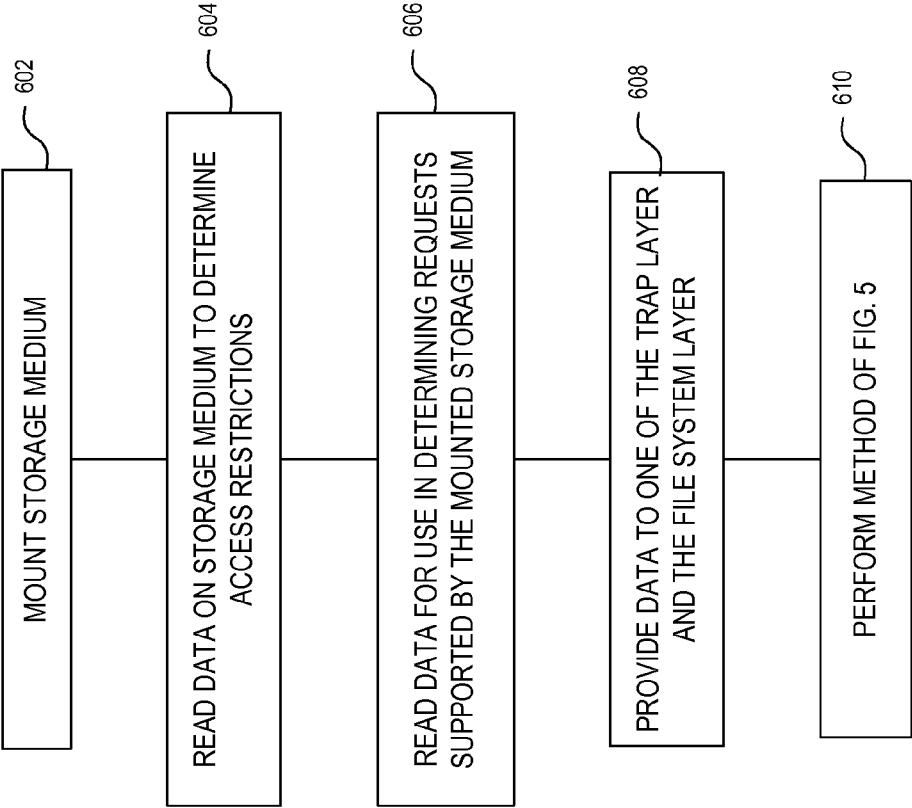 602
MOUNT STORAGE MEDIUM
604
READ DATA ON STORAGE MEDIUM TO DETERMINE
ACCESS RESTRICTIONS
606
READ DATA FOR USE IN DETERMINING REQUESTS
SUPPORTED BY THE MOUNTED STORAGE MEDIUM
608
PROVIDE DATA TO ONE OF THE TRAP LAYER
AND THE FILE SYSTEM LAYER
610
PERFORM METHOD OF FIG. 5